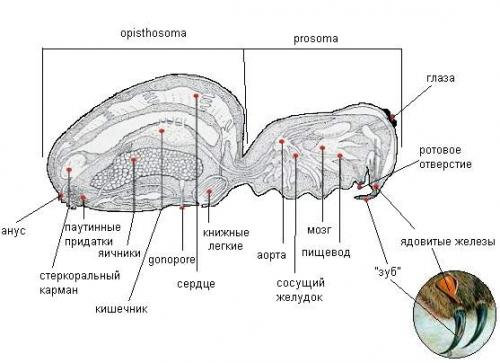 opisthosoma
prosoma
глаза
ротовое
отверстие
ядовитые железы
"зуб"
анус
паутинные
придатки
стеркоральный
карман
яичники
кишечник
gonopore
сердце
книжные
легкие
аорта
сосущий
желудок
мозг
пищевод